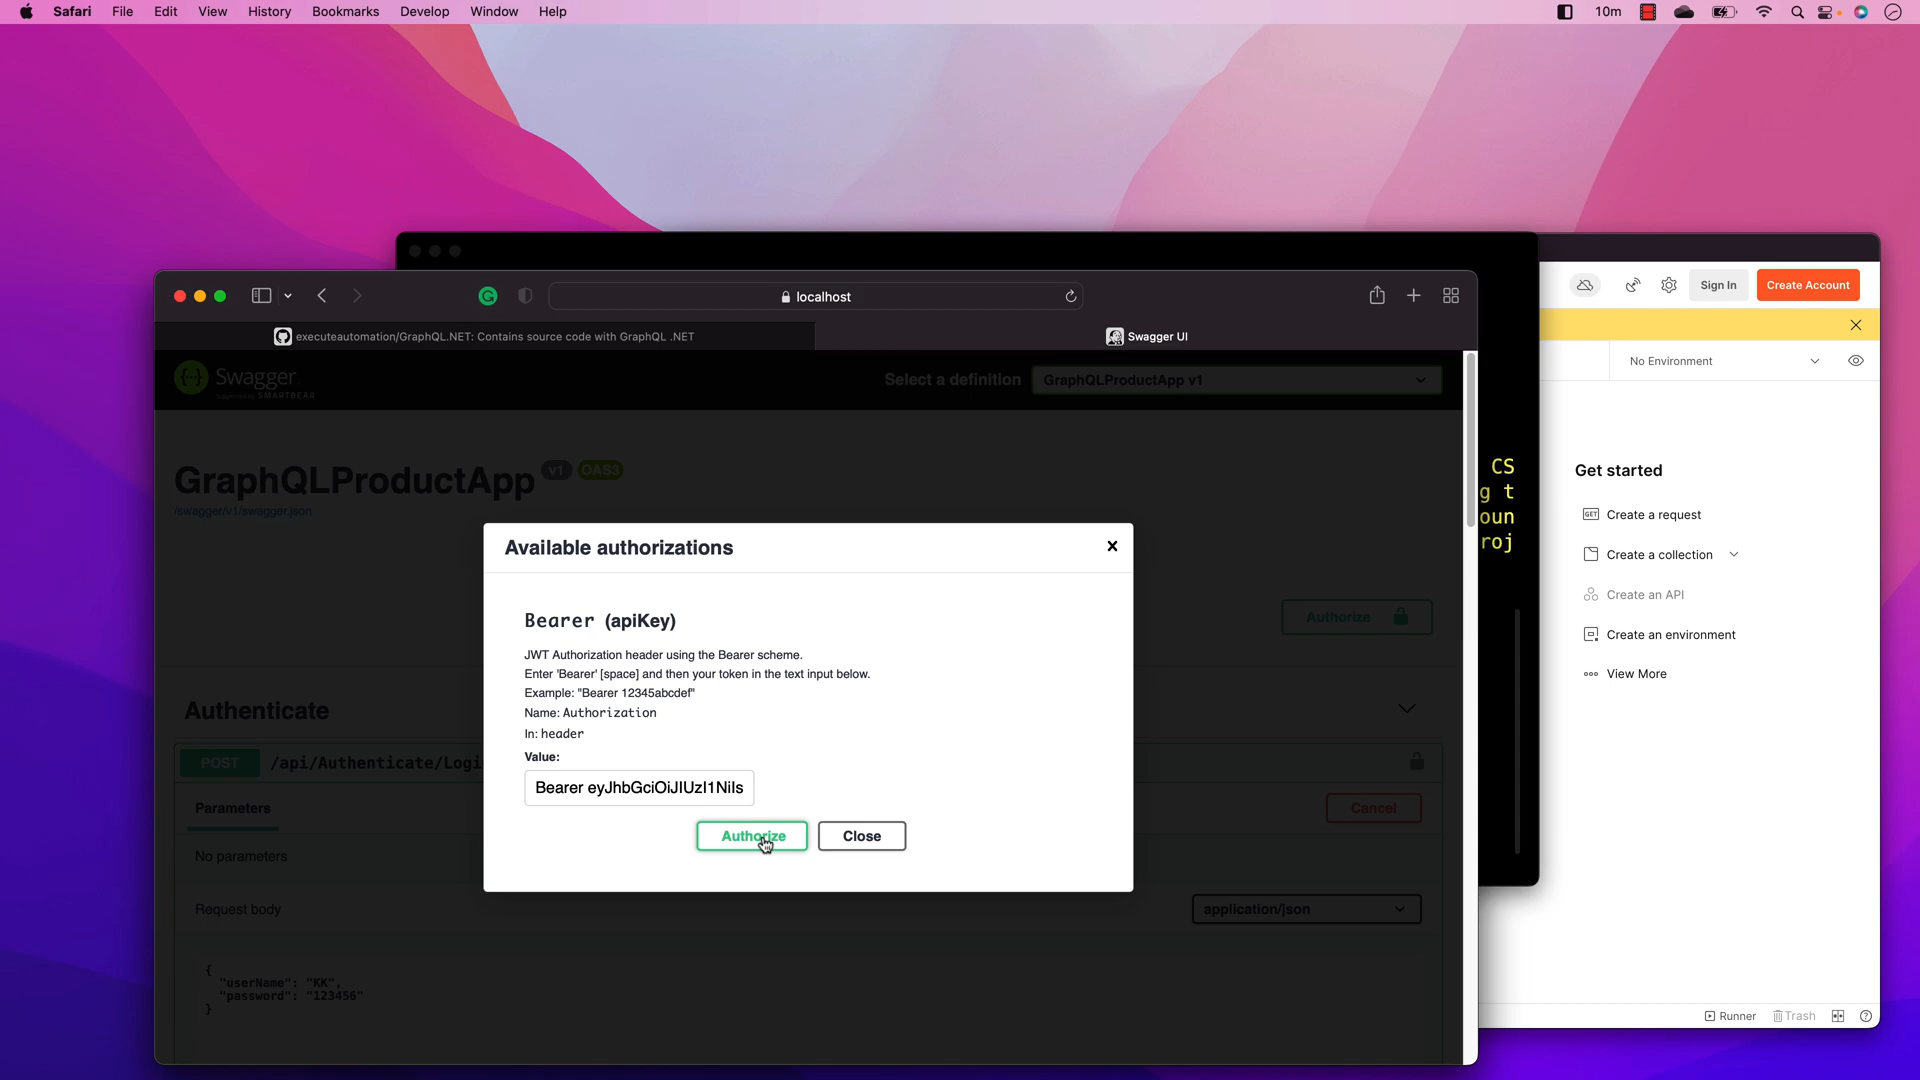 Safari File Edit View History Bookmarks Develop Window Help
10m
localhost
executeautomation/GraphQL.NET: Contains source code with GraphQL .NET
Swagger UI
Swagger
Supported by SMARTBEAR
Select a definition
GraphQLProductApp v1
GraphQLProductApp v1 OAS3
/swagger/v1/swagger.json
Authorize
Authenticate
POST /api/Authenticate/Logi
Parameters
Cancel
No parameters
Request body
application/json
{
"userName": "KK",
"password": "123456"
}
Available authorizations
Bearer (apiKey)
JWT Authorization header using the Bearer scheme.
Enter 'Bearer' [space] and then your token in the text input below.
Example: "Bearer 12345abcdef"
Name: Authorization
In: header
Value:
Bearer eyJhbGciOiJIUzI1NiIs
Authorize
Close
CS
g t
oun
roj
Sign In
Create Account
No Environment
Get started
GET Create a request
Create a collection
Create an API
Create an environment
View More
Runner
Trash